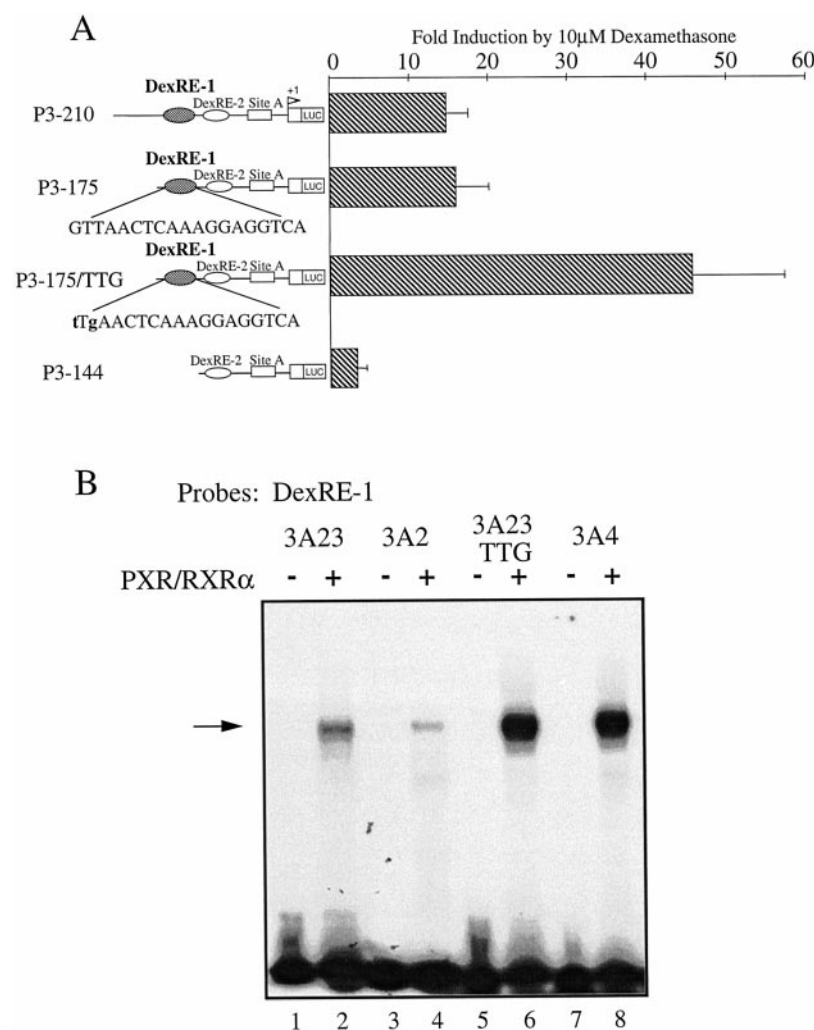 A
Fold Induction by 10μM Dexamethasone
0 10 20 30 40 50 60
DexRE-1
DexRE-2 Site A +1
P3-210 LUC
DexRE-1
DexRE-2 Site A
P3-175 LUC
GTTAACTCAAAGGAGGTCA
DexRE-1
DexRE-2 Site A
P3-175/TTG LUC
tTgAACTCAAAGGAGGTCA
DexRE-2 Site A
P3-144 LUC
B
Probes: DexRE-1
3A23 3A2 3A23 TTG 3A4
PXR/RXRα - + - + - + - +
1 2 3 4 5 6 7 8